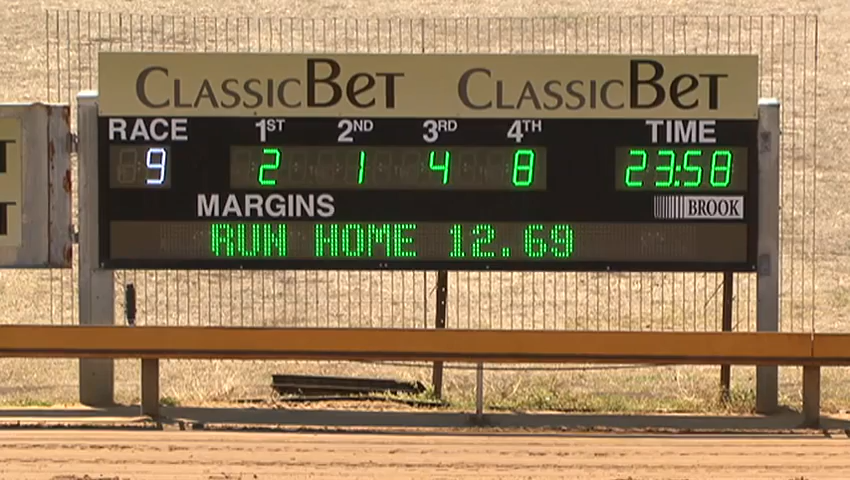 CLASSICBET CLASSICBET
RACE 1ST 2ND 3RD 4TH TIME
9 2 1 4 8 23:58
MARGINS BROOK
RUN HOME 12.69